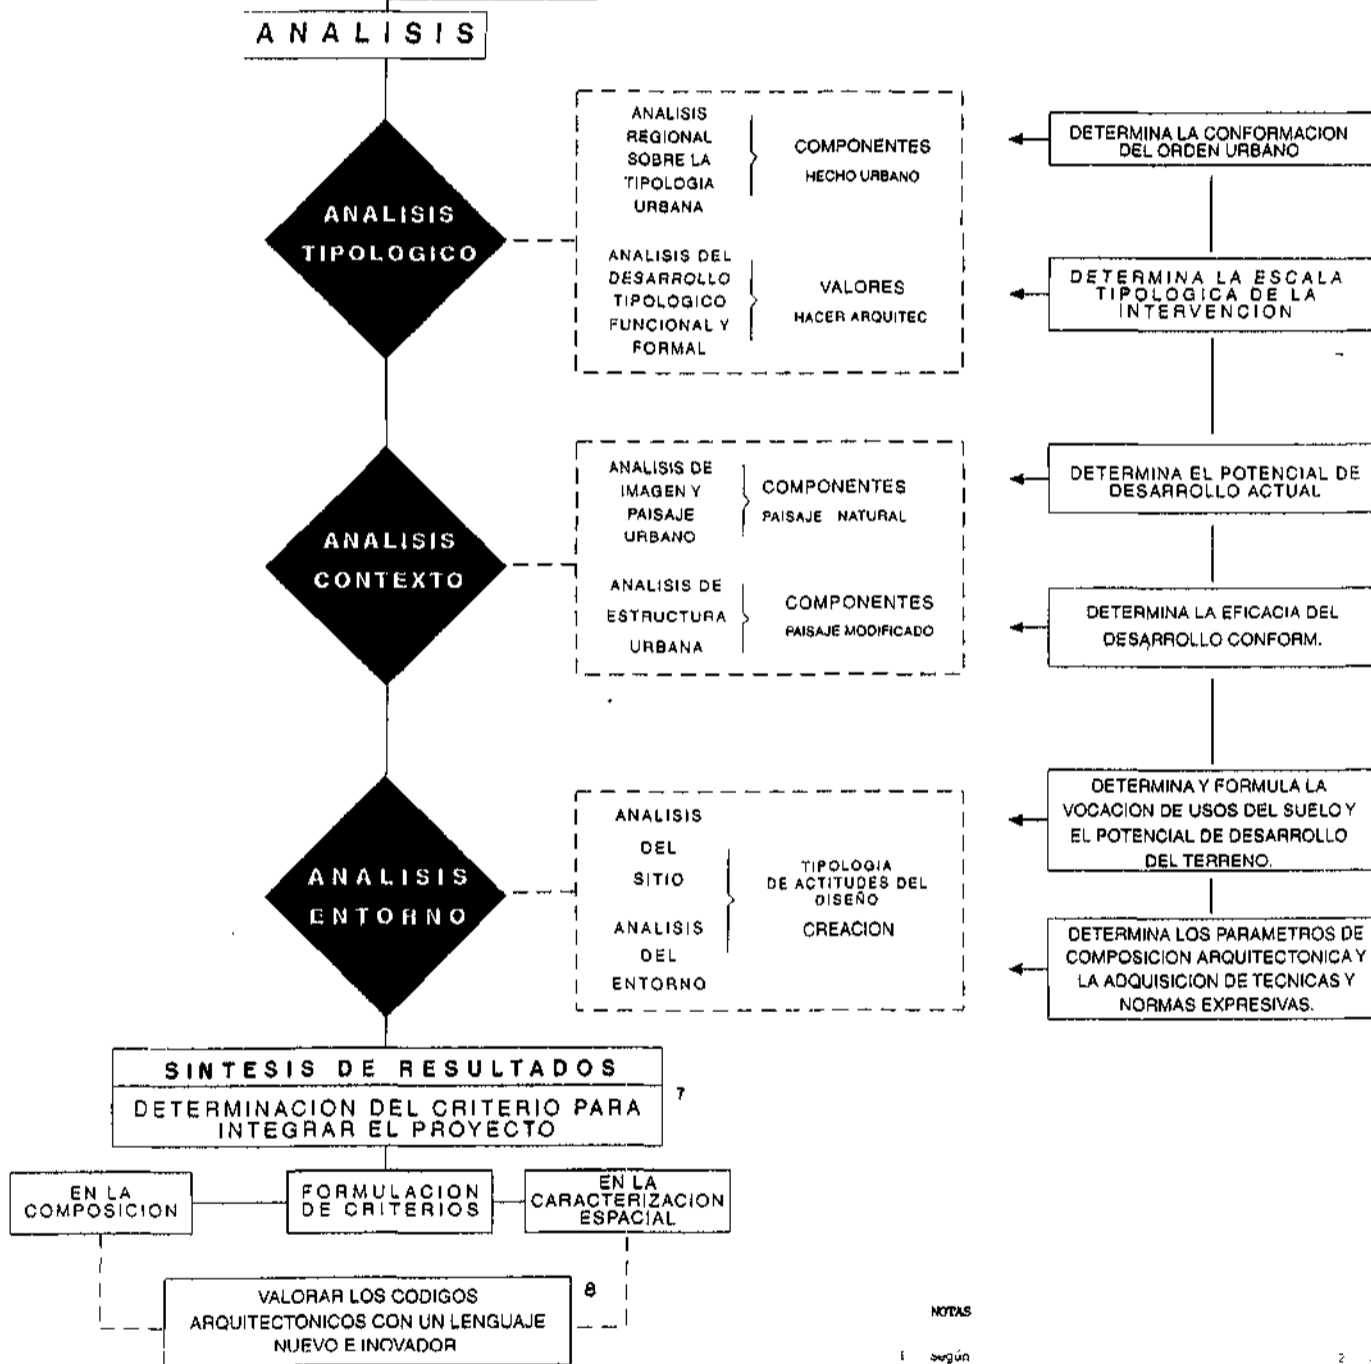 ANALISIS
ANALISIS
TIPOLOGICO
ANALISIS
REGIONAL
SOBRE LA
TIPOLOGIA
URBANA
COMPONENTES
HECHO URBANO
ANALISIS DEL
DESARROLLO
TIPOLOGICO
FUNCIONAL Y
FORMAL
VALORES
HACER ARQUITEC
DETERMINA LA CONFORMACION
DEL ORDEN URBANO
DETERMINA LA ESCALA
TIPOLOGICA DE LA
INTERVENCION
ANALISIS
CONTEXTO
ANALISIS DE
IMAGEN Y
PAISAJE
URBANO
COMPONENTES
PAISAJE NATURAL
ANALISIS DE
ESTRUCTURA
URBANA
COMPONENTES
PAISAJE MODIFICADO
DETERMINA EL POTENCIAL DE
DESARROLLO ACTUAL
DETERMINA LA EFICACIA DEL
DESARROLLO CONFORM.
ANALISIS
ENTORNO
ANALISIS
DEL
SITIO
ANALISIS
DEL
ENTORNO
TIPOLOGIA
DE ACTITUDES DEL
DISEÑO
CREACION
DETERMINA Y FORMULA LA
VOCACION DE USOS DEL SUELO Y
EL POTENCIAL DE DESARROLLO
DEL TERRENO.
DETERMINA LOS PARAMETROS DE
COMPOSICION ARQUITECTONICA Y
LA ADQUISICION DE TECNICAS Y
NORMAS EXPRESIVAS.
SINTESIS DE RESULTADOS
7
DETERMINACION DEL CRITERIO PARA
INTEGRAR EL PROYECTO
EN LA
COMPOSICION
FORMULACION
DE CRITERIOS
EN LA
CARACTERIZACION
ESPACIAL
8
VALORAR LOS CODIGOS
ARQUITECTONICOS CON UN LENGUAJE
NUEVO E INOVADOR
NOTAS
1 Según
2